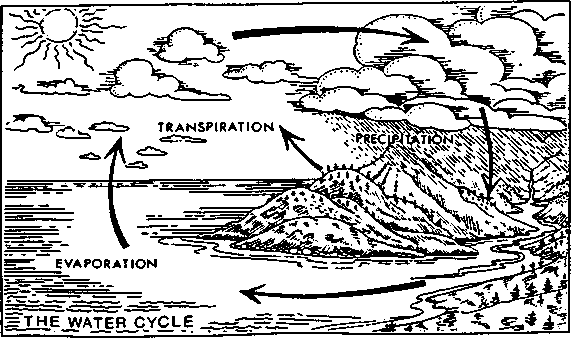 TRANSPIRATION
PRECIPITATION
EVAPORATION
THE WATER CYCLE